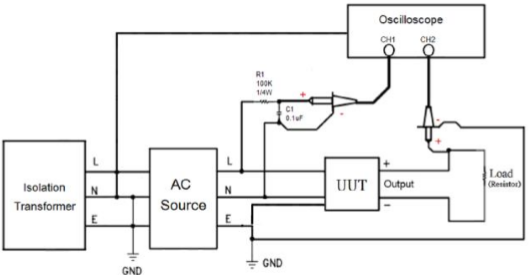 Oscilloscope
CH1
CH2
R1
100K
1/4W
+
C1
0.1uF
-
-
+
L
N
E
Isolation
Transformer
AC
Source
L
N
E
UUT
+
Output
−
Load
(Resistor)
GND
GND